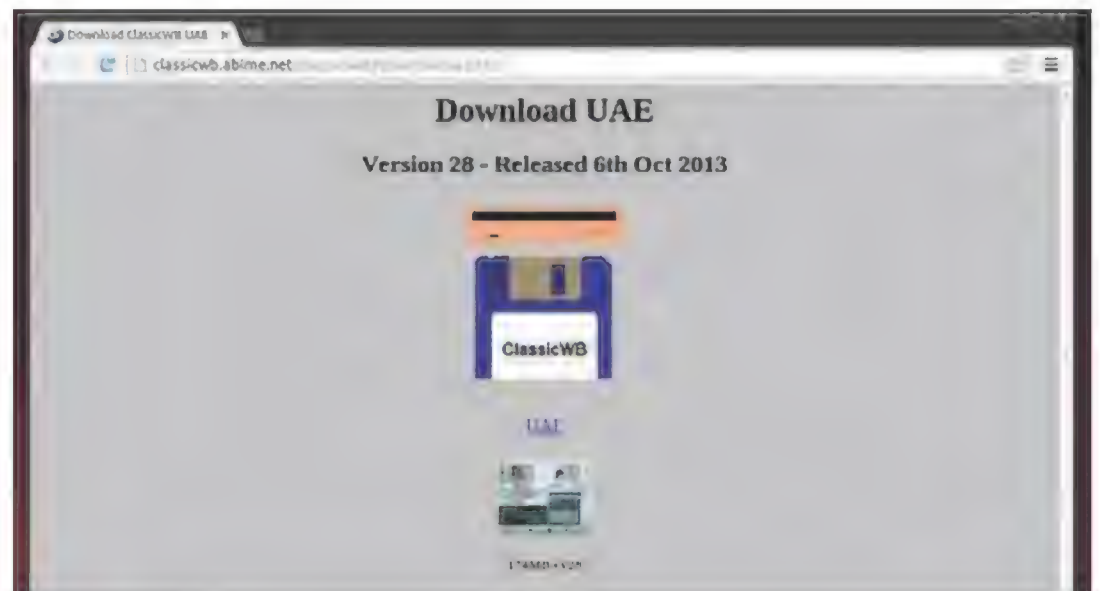 Download ClassicWB UAE
classicwb.abime.net
Download UAE
Version 28 - Released 6th Oct 2013
ClassicWB
UAE